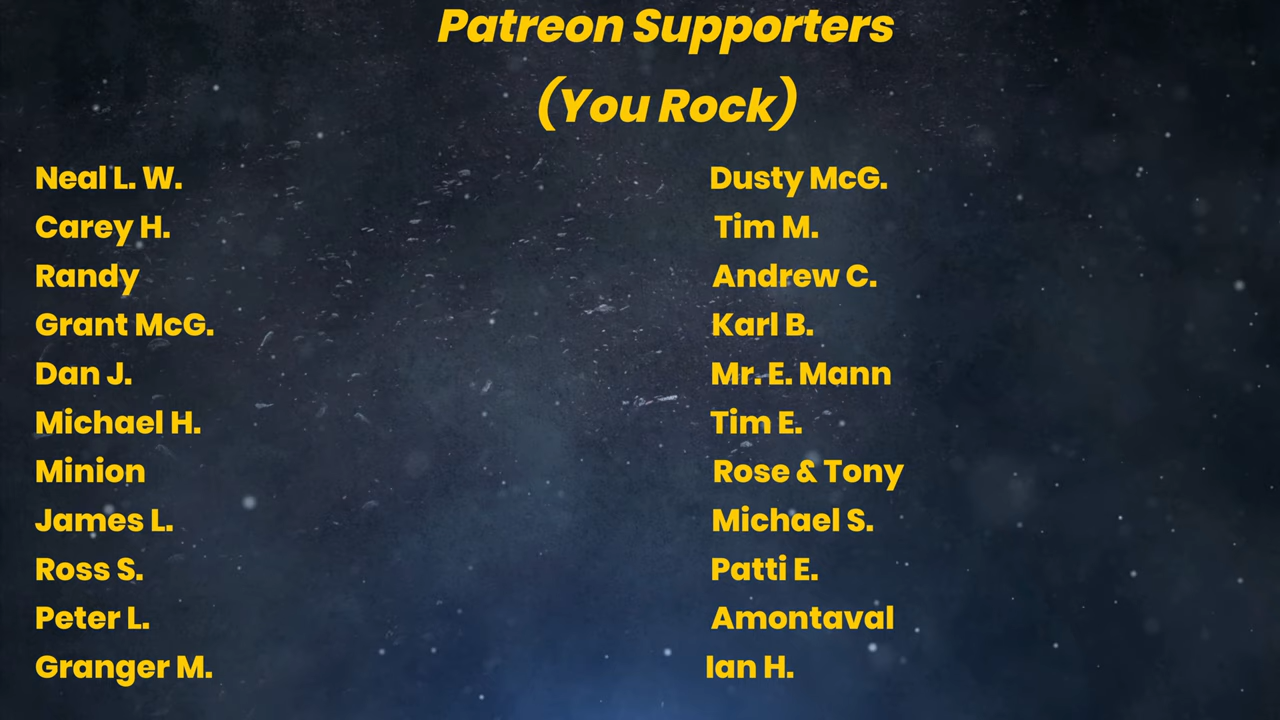 Patreon Supporters
(You Rock)
Neal L. W.
Carey H.
Randy
Grant McG.
Dan J.
Michael H.
Minion
James L.
Ross S.
Peter L.
Granger M.
Dusty McG.
Tim M.
Andrew C.
Karl B.
Mr. E. Mann
Tim E.
Rose & Tony
Michael S.
Patti E.
Amontaval
Ian H.